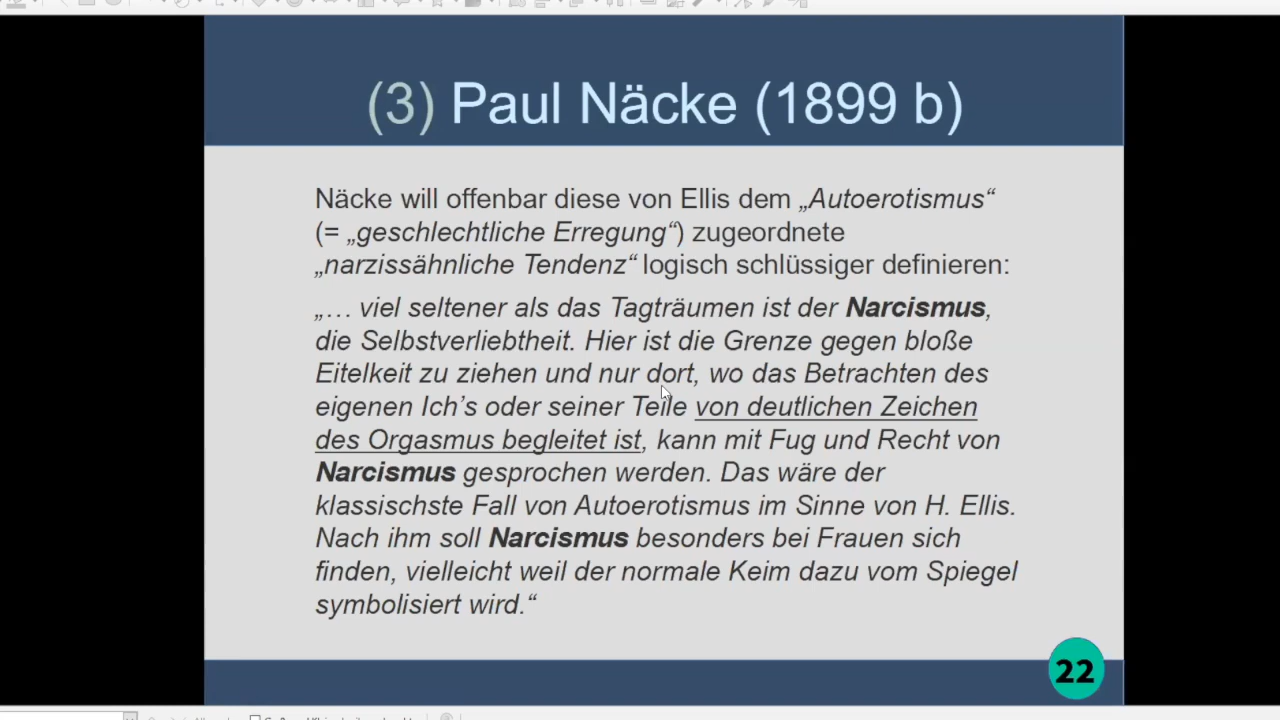 (3) Paul Näcke (1899 b)
Näcke will offenbar diese von Ellis dem „Autoerotismus“
(= „geschlechtliche Erregung“) zugeordnete
„narzissähnliche Tendenz“ logisch schlüssiger definieren:
„… viel seltener als das Tagträumen ist der Narcismus,
die Selbstverliebtheit. Hier ist die Grenze gegen bloße
Eitelkeit zu ziehen und nur dort, wo das Betrachten des
eigenen Ich’s oder seiner Teile von deutlichen Zeichen
des Orgasmus begleitet ist, kann mit Fug und Recht von
Narcismus gesprochen werden. Das wäre der
klassischste Fall von Autoerotismus im Sinne von H. Ellis.
Nach ihm soll Narcismus besonders bei Frauen sich
finden, vielleicht weil der normale Keim dazu vom Spiegel
symbolisiert wird.“
22